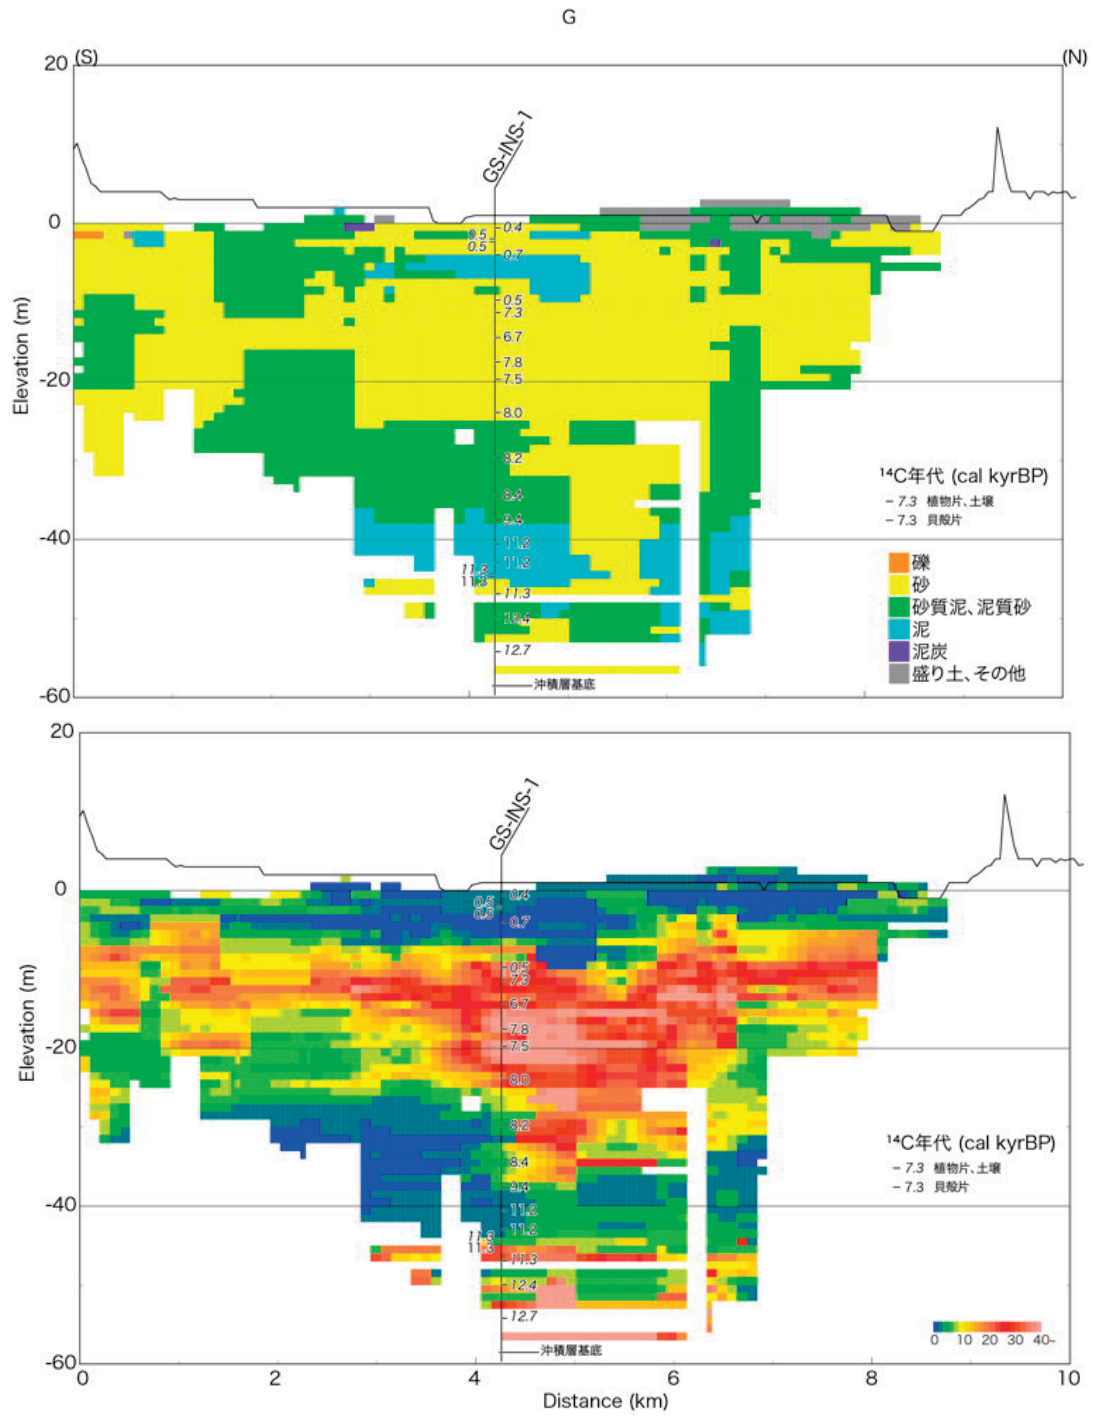 G
20
(S)
(N)
GS-INS-1
0
0.4
0.5
0.5
0.7
0.5
7.3
6.7
7.8
7.5
8.0
8.2
8.4
9.4
11.2
11.2
11.3
11.3
11.3
12.4
12.7
沖積層基底
-20
-40
-60
Elevation (m)
¹⁴C年代 (cal kyrBP)
− 7.3 植物片、土壌
− 7.3 貝殻片
礫
砂
砂質泥、泥質砂
泥
泥炭
盛り土、その他
20
GS-INS-1
0
0.4
0.5
0.5
0.7
0.5
7.3
6.7
7.8
7.5
8.0
8.2
8.4
9.4
11.2
11.2
11.3
11.3
11.3
12.4
12.7
沖積層基底
-20
-40
-60
Elevation (m)
¹⁴C年代 (cal kyrBP)
− 7.3 植物片、土壌
− 7.3 貝殻片
0 10 20 30 40~
0 2 4 6 8 10
Distance (km)